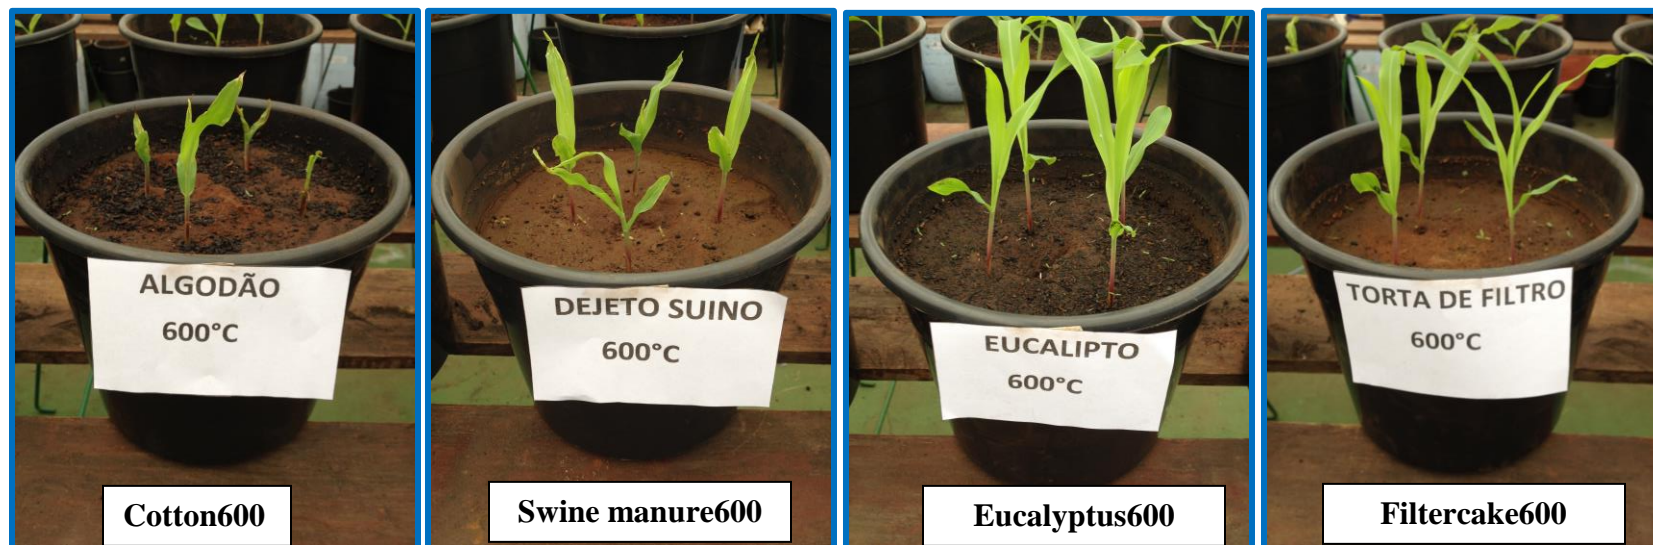 ALGODÃO
600°C
Cotton600
DEJETO SUINO
600°C
Swine manure600
EUCALIPTO
600°C
Eucalyptus600
TORTA DE FILTRO
600°C
Filtercake600